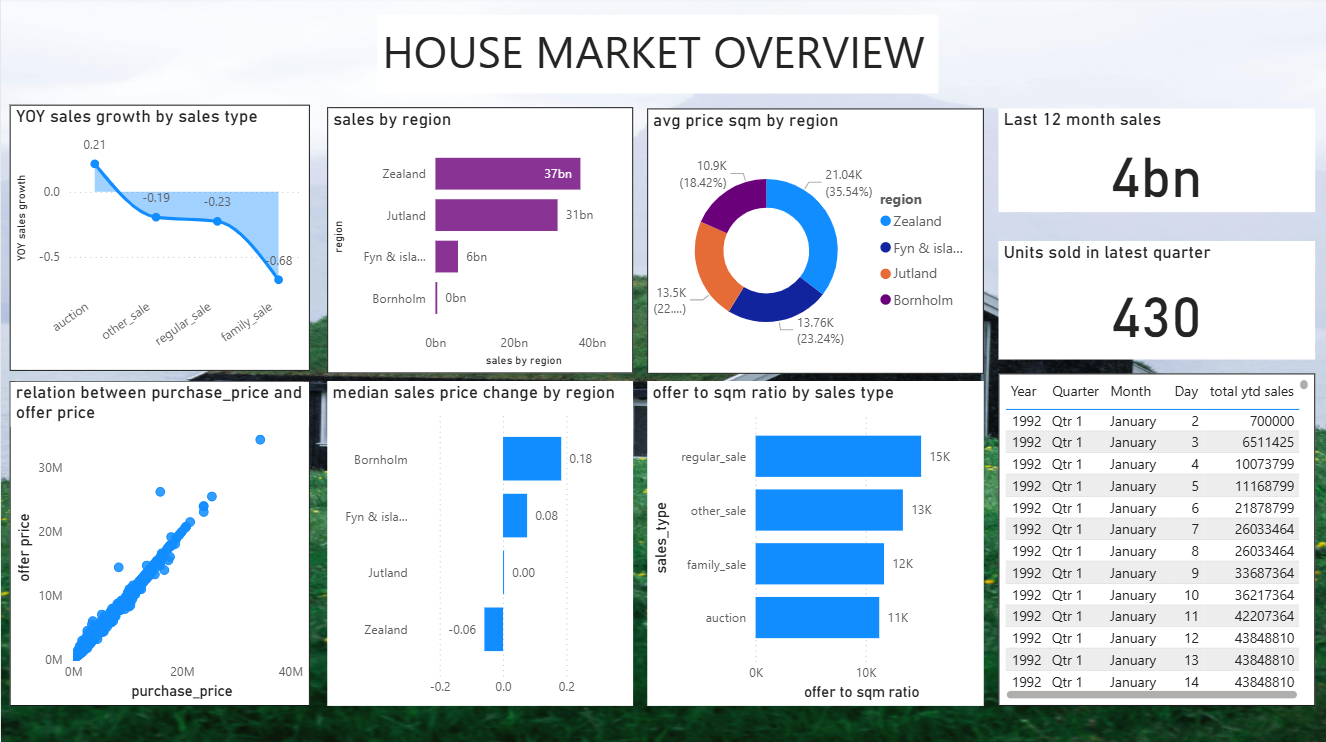 HOUSE MARKET OVERVIEW
YOY sales growth by sales type
YOY sales growth
0.0
-0.5
0.21
-0.19
-0.23
-0.68
auction
other_sale
regular_sale
family_sale
sales by region
region
Zealand
37bn
Jutland
31bn
Fyn & isla...
6bn
Bornholm
0bn
0bn 20bn 40bn
sales by region
avg price sqm by region
10.9K
(18.42%)
21.04K
(35.54%)
13.5K
(22....)
13.76K
(23.24%)
region
Zealand
Fyn & isla...
Jutland
Bornholm
Last 12 month sales
4bn
Units sold in latest quarter
430
relation between purchase_price and
offer price
offer price
30M
20M
10M
0M
0M 20M 40M
purchase_price
median sales price change by region
Bornholm 0.18
Fyn & isla... 0.08
Jutland 0.00
Zealand -0.06
-0.2 0.0 0.2
offer to sqm ratio by sales type
sales_type
regular_sale 15K
other_sale 13K
family_sale 12K
auction 11K
0K 10K
offer to sqm ratio
Year Quarter Month Day total ytd sales
1992 Qtr 1 January 2 700000
1992 Qtr 1 January 3 6511425
1992 Qtr 1 January 4 10073799
1992 Qtr 1 January 5 11168799
1992 Qtr 1 January 6 21878799
1992 Qtr 1 January 7 26033464
1992 Qtr 1 January 8 26033464
1992 Qtr 1 January 9 33687364
1992 Qtr 1 January 10 36217364
1992 Qtr 1 January 11 42207364
1992 Qtr 1 January 12 43848810
1992 Qtr 1 January 13 43848810
1992 Qtr 1 January 14 43848810